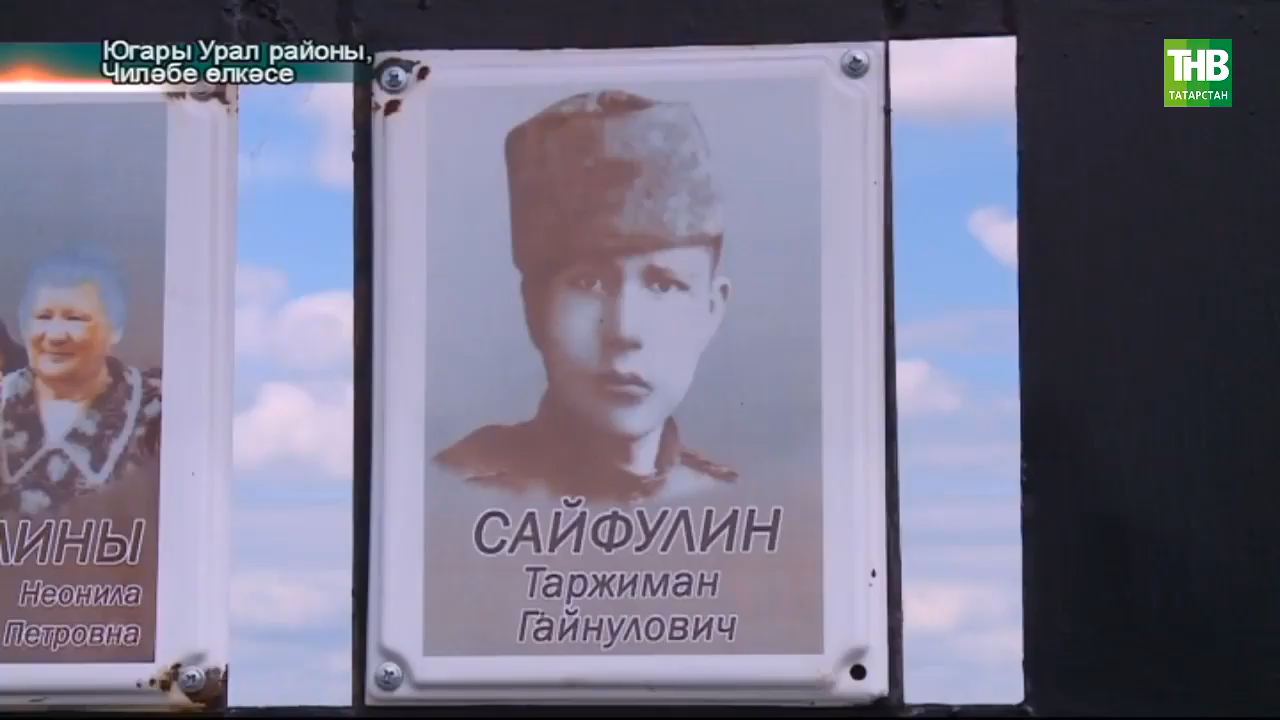 Югары Урал районы,
Чиләбе өлкәсе
ТНВ
ТАТАРСТАН
САЙФУЛИН
Таржиман
Гайнулович
ЛИНЫ
Неонила
Петровна